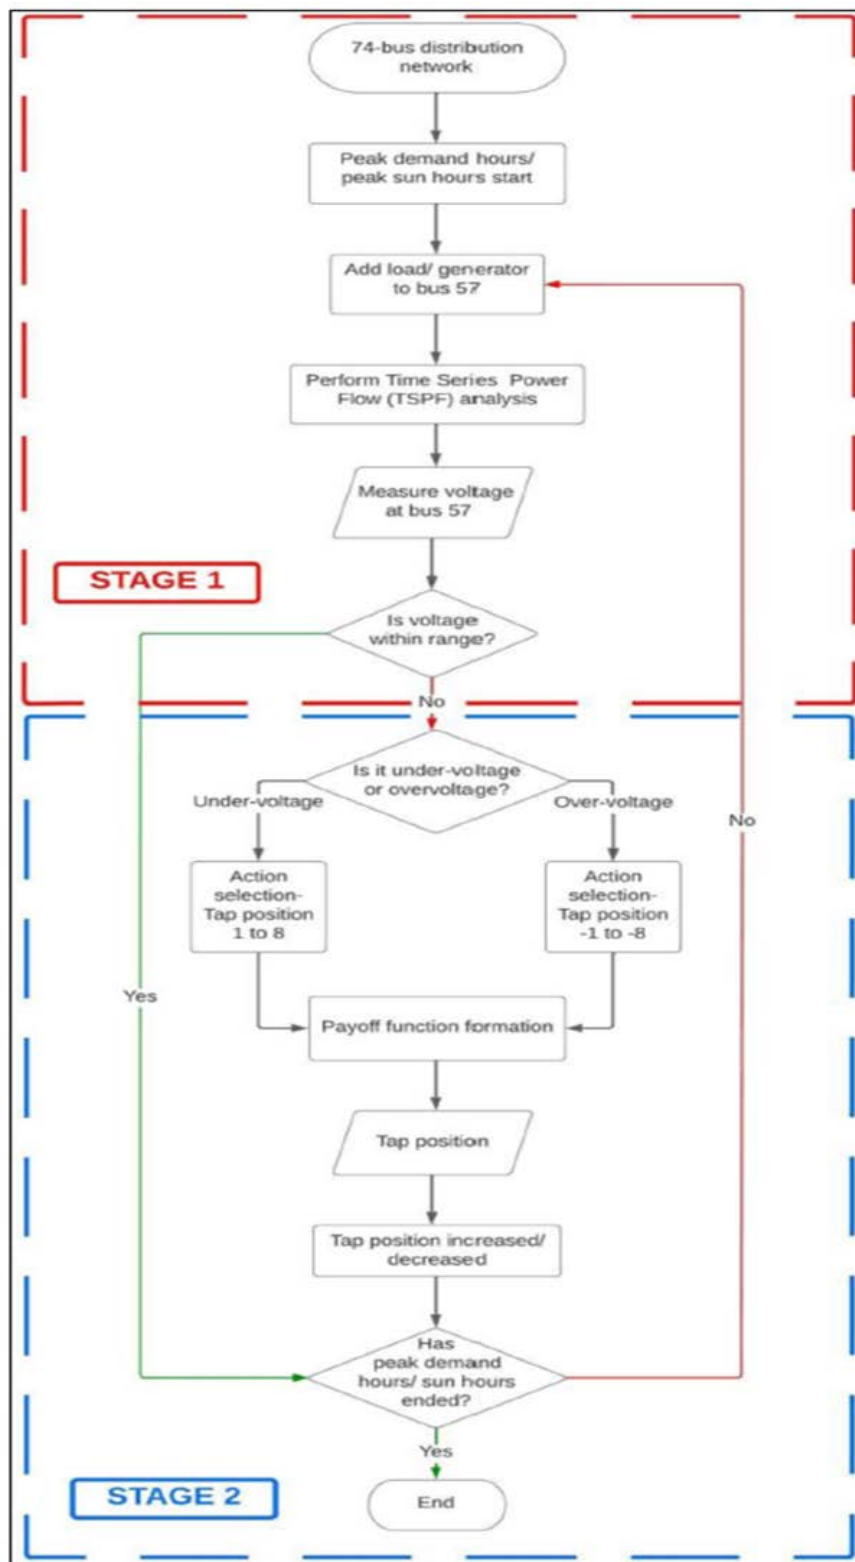 74-bus distribution
network
Peak demand hours/
peak sun hours start
Add load/ generator
to bus 57
Perform Time Series Power
Flow (TSPF) analysis
Measure voltage
at bus 57
STAGE 1
Is voltage
within range?
No
Is it under-voltage
or overvoltage?
Under-voltage
Over-voltage
No
Action
selection-
Tap position
1 to 8
Action
selection-
Tap position
-1 to -8
Yes
Payoff function formation
Tap position
Tap position increased/
decreased
Has
peak demand
hours/ sun hours
ended?
Yes
STAGE 2
End